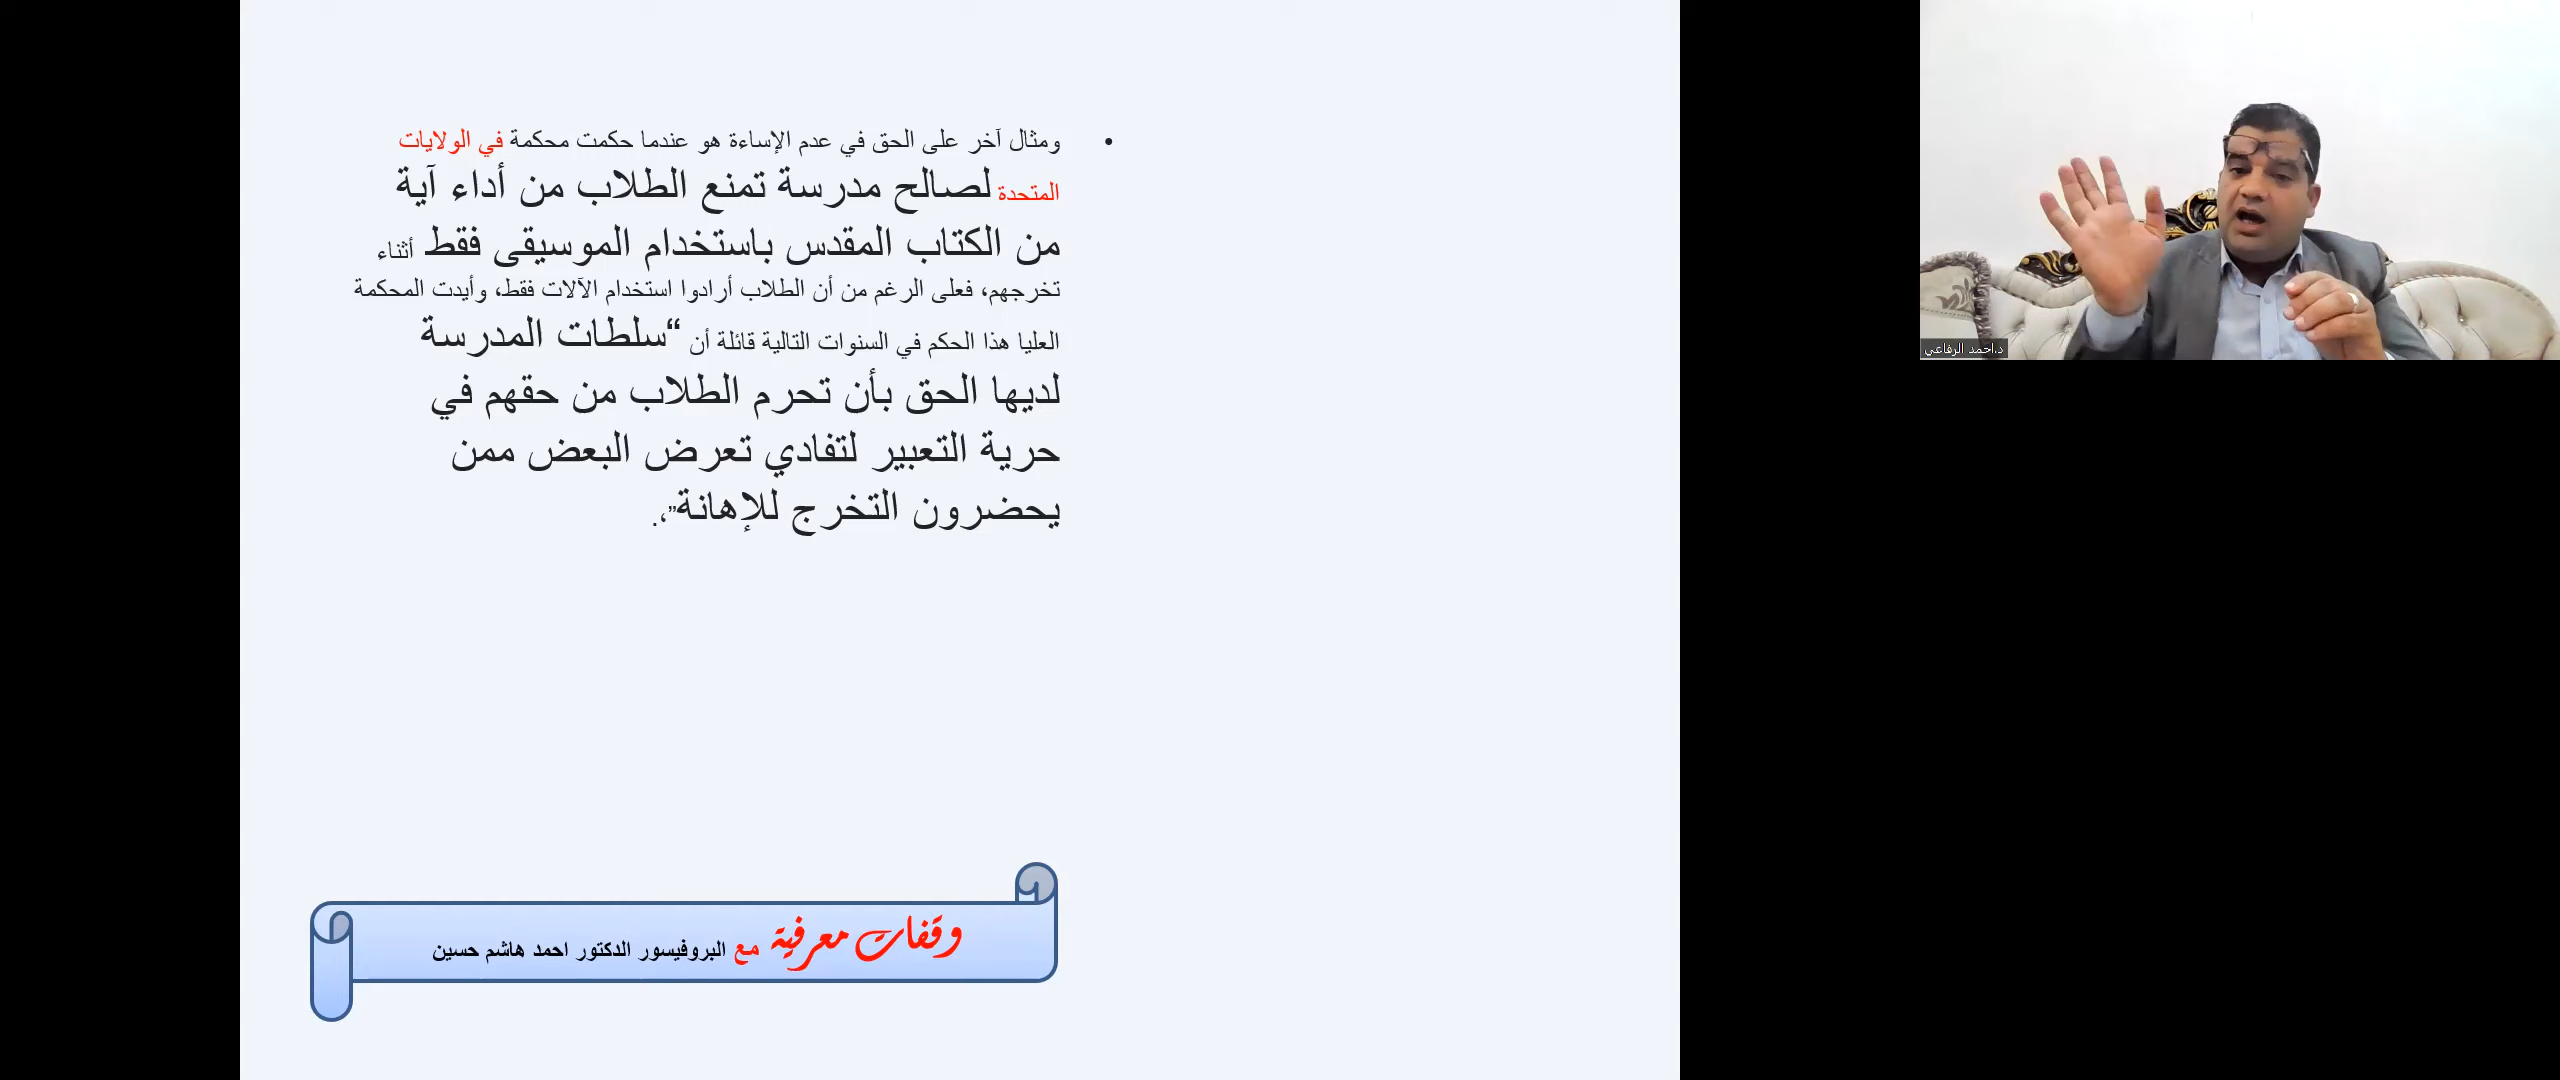 • ومثال آخر على الحق في عدم الإساءة هو عندما حكمت محكمة في الولايات
المتحدة لصالح مدرسة تمنع الطلاب من أداء آية
من الكتاب المقدس باستخدام الموسيقى فقط أثناء
تخرجهم، فعلى الرغم من أن الطلاب أرادوا استخدام الآلات فقط، وأيدت المحكمة
العليا هذا الحكم في السنوات التالية قائلة أن “سلطات المدرسة
لديها الحق بأن تحرم الطلاب من حقهم في
حرية التعبير لتفادي تعرض البعض ممن
يحضرون التخرج للإهانة”،.
وقفات معرفية مع البروفيسور الدكتور احمد هاشم حسين
د.احمد الرفاعي